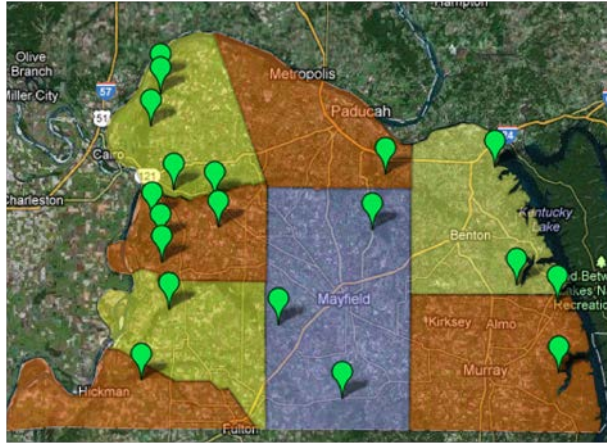 Hampton
Olive
Branch
Miller City
57
51
Metropolis
Paducah
24
Cairo
121
Charleston
Kentucky
Lake
Benton
Mayfield
Recreation
Kirksey Almo
Murray
Hickman
Fulton